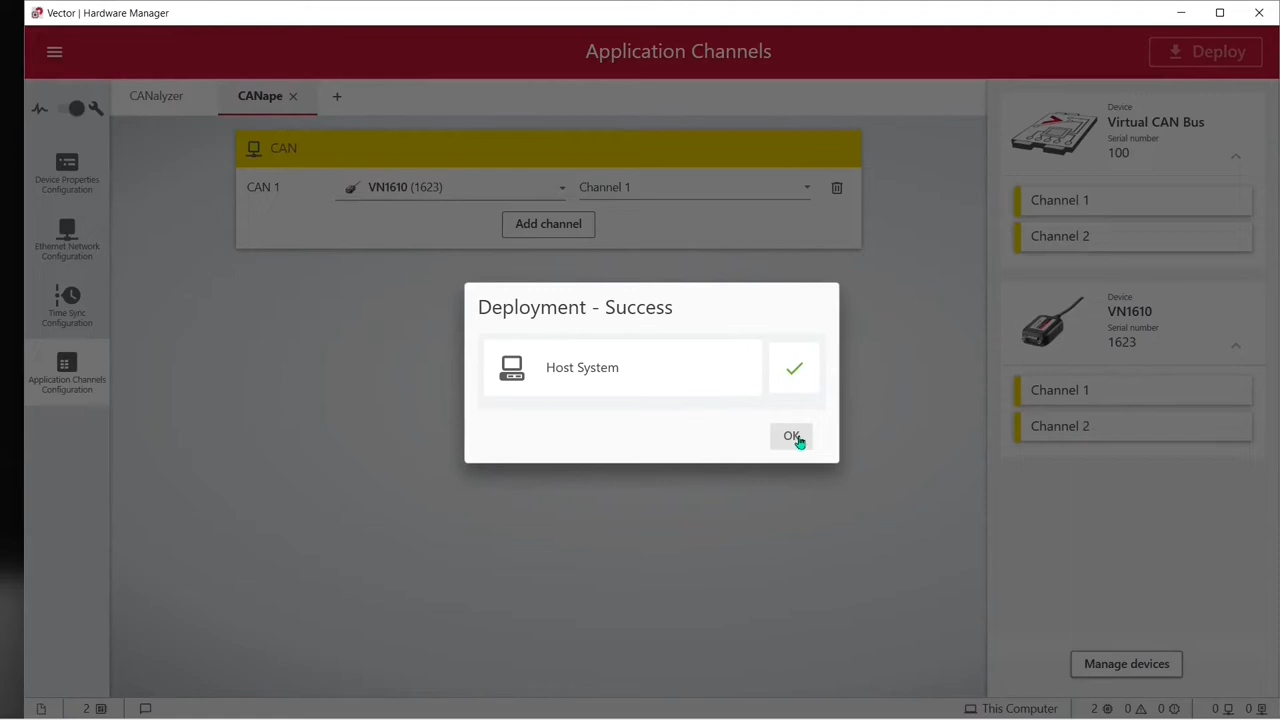 Vector | Hardware Manager
Application Channels
Deploy
CANalyzer
CANape
Device Properties
Configuration
Ethernet Network
Configuration
Time Sync
Configuration
Application Channels
Configuration
CAN
CAN 1
VN1610 (1623)
Channel 1
Add channel
Deployment - Success
Host System
OK
Device
Virtual CAN Bus
Serial number
100
Channel 1
Channel 2
Device
VN1610
Serial number
1623
Channel 1
Channel 2
Manage devices
2
This Computer
2
0
0
0
0